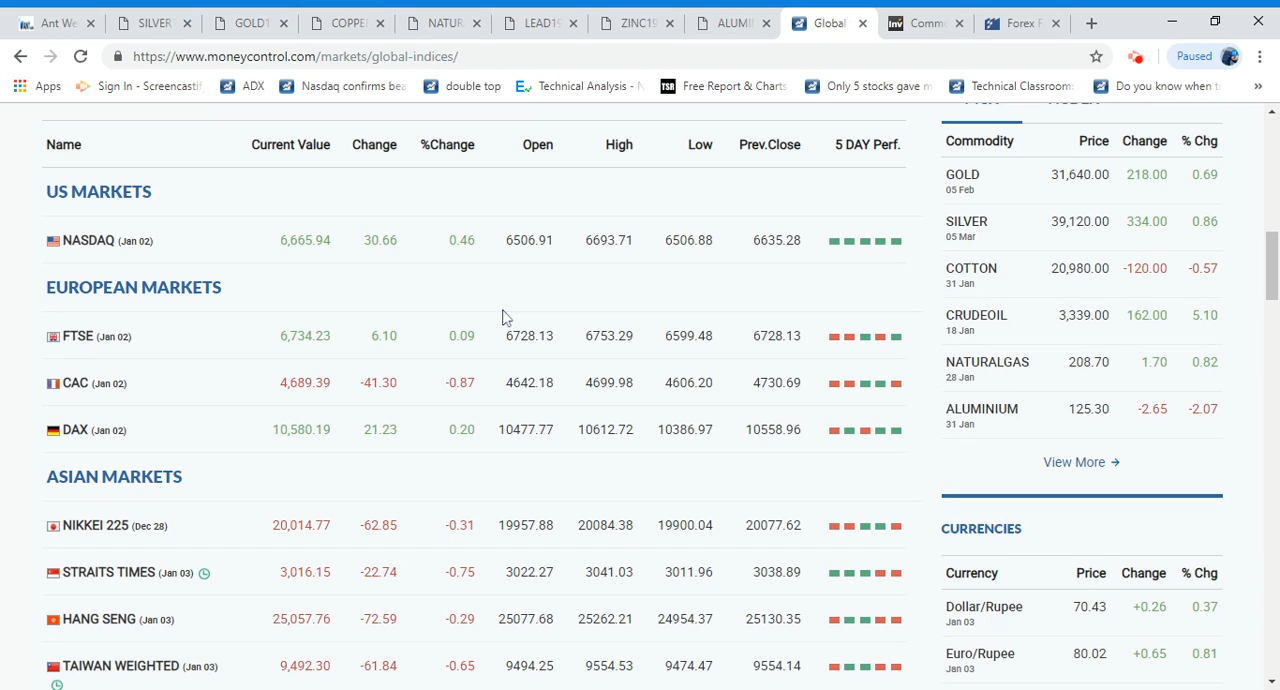 Ant We
SILVER
GOLD1
COPPE
NATUR
LEAD19
ZINC19
ALUMI
Global
Comm
Forex F
Paused
https://www.moneycontrol.com/markets/global-indices/
Apps Sign In - Screencastif ADX Nasdaq confirms bea double top Technical Analysis - N Free Report & Charts Only 5 stocks gave m Technical Classroom: Do you know when t »
Name Current Value Change %Change Open High Low Prev.Close 5 DAY Perf.
US MARKETS
NASDAQ (Jan 02) 6,665.94 30.66 0.46 6506.91 6693.71 6506.88 6635.28
EUROPEAN MARKETS
FTSE (Jan 02) 6,734.23 6.10 0.09 6728.13 6753.29 6599.48 6728.13
CAC (Jan 02) 4,689.39 -41.30 -0.87 4642.18 4699.98 4606.20 4730.69
DAX (Jan 02) 10,580.19 21.23 0.20 10477.77 10612.72 10386.97 10558.96
ASIAN MARKETS
NIKKEI 225 (Dec 28) 20,014.77 -62.85 -0.31 19957.88 20084.38 19900.04 20077.62
STRAITS TIMES (Jan 03) 3,016.15 -22.74 -0.75 3022.27 3041.03 3011.96 3038.89
HANG SENG (Jan 03) 25,057.76 -72.59 -0.29 25077.68 25262.21 24954.37 25130.35
TAIWAN WEIGHTED (Jan 03) 9,492.30 -61.84 -0.65 9494.25 9554.53 9474.47 9554.14
Commodity Price Change % Chg
GOLD 31,640.00 218.00 0.69
05 Feb
SILVER 39,120.00 334.00 0.86
05 Mar
COTTON 20,980.00 -120.00 -0.57
31 Jan
CRUDEOIL 3,339.00 162.00 5.10
18 Jan
NATURALGAS 208.70 1.70 0.82
28 Jan
ALUMINIUM 125.30 -2.65 -2.07
31 Jan
View More →
CURRENCIES
Currency Price Change % Chg
Dollar/Rupee 70.43 +0.26 0.37
Jan 03
Euro/Rupee 80.02 +0.65 0.81
Jan 03